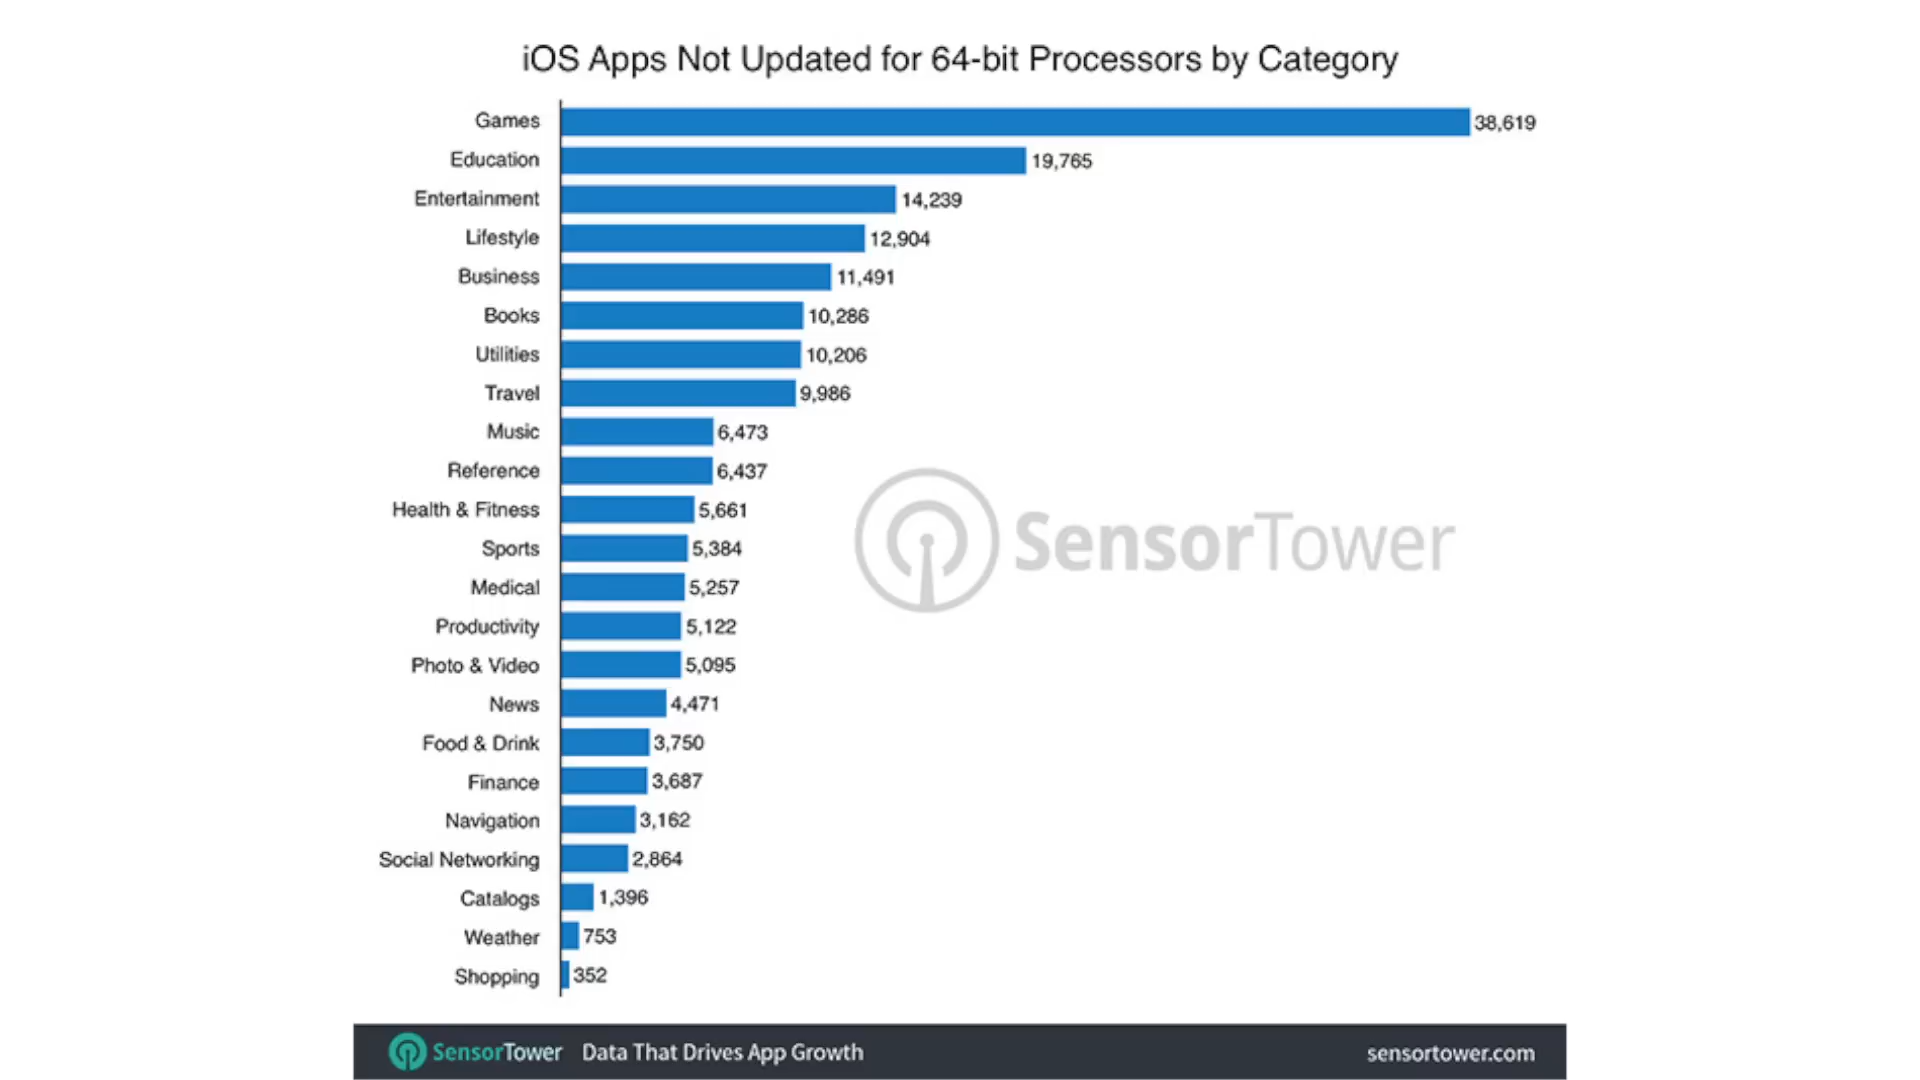 iOS Apps Not Updated for 64-bit Processors by Category
Games 38,619
Education 19,765
Entertainment 14,239
Lifestyle 12,904
Business 11,491
Books 10,286
Utilities 10,206
Travel 9,986
Music 6,473
Reference 6,437
Health & Fitness 5,661
Sports 5,384
Medical 5,257
Productivity 5,122
Photo & Video 5,095
News 4,471
Food & Drink 3,750
Finance 3,687
Navigation 3,162
Social Networking 2,864
Catalogs 1,396
Weather 753
Shopping 352
SensorTower
SensorTower Data That Drives App Growth sensortower.com